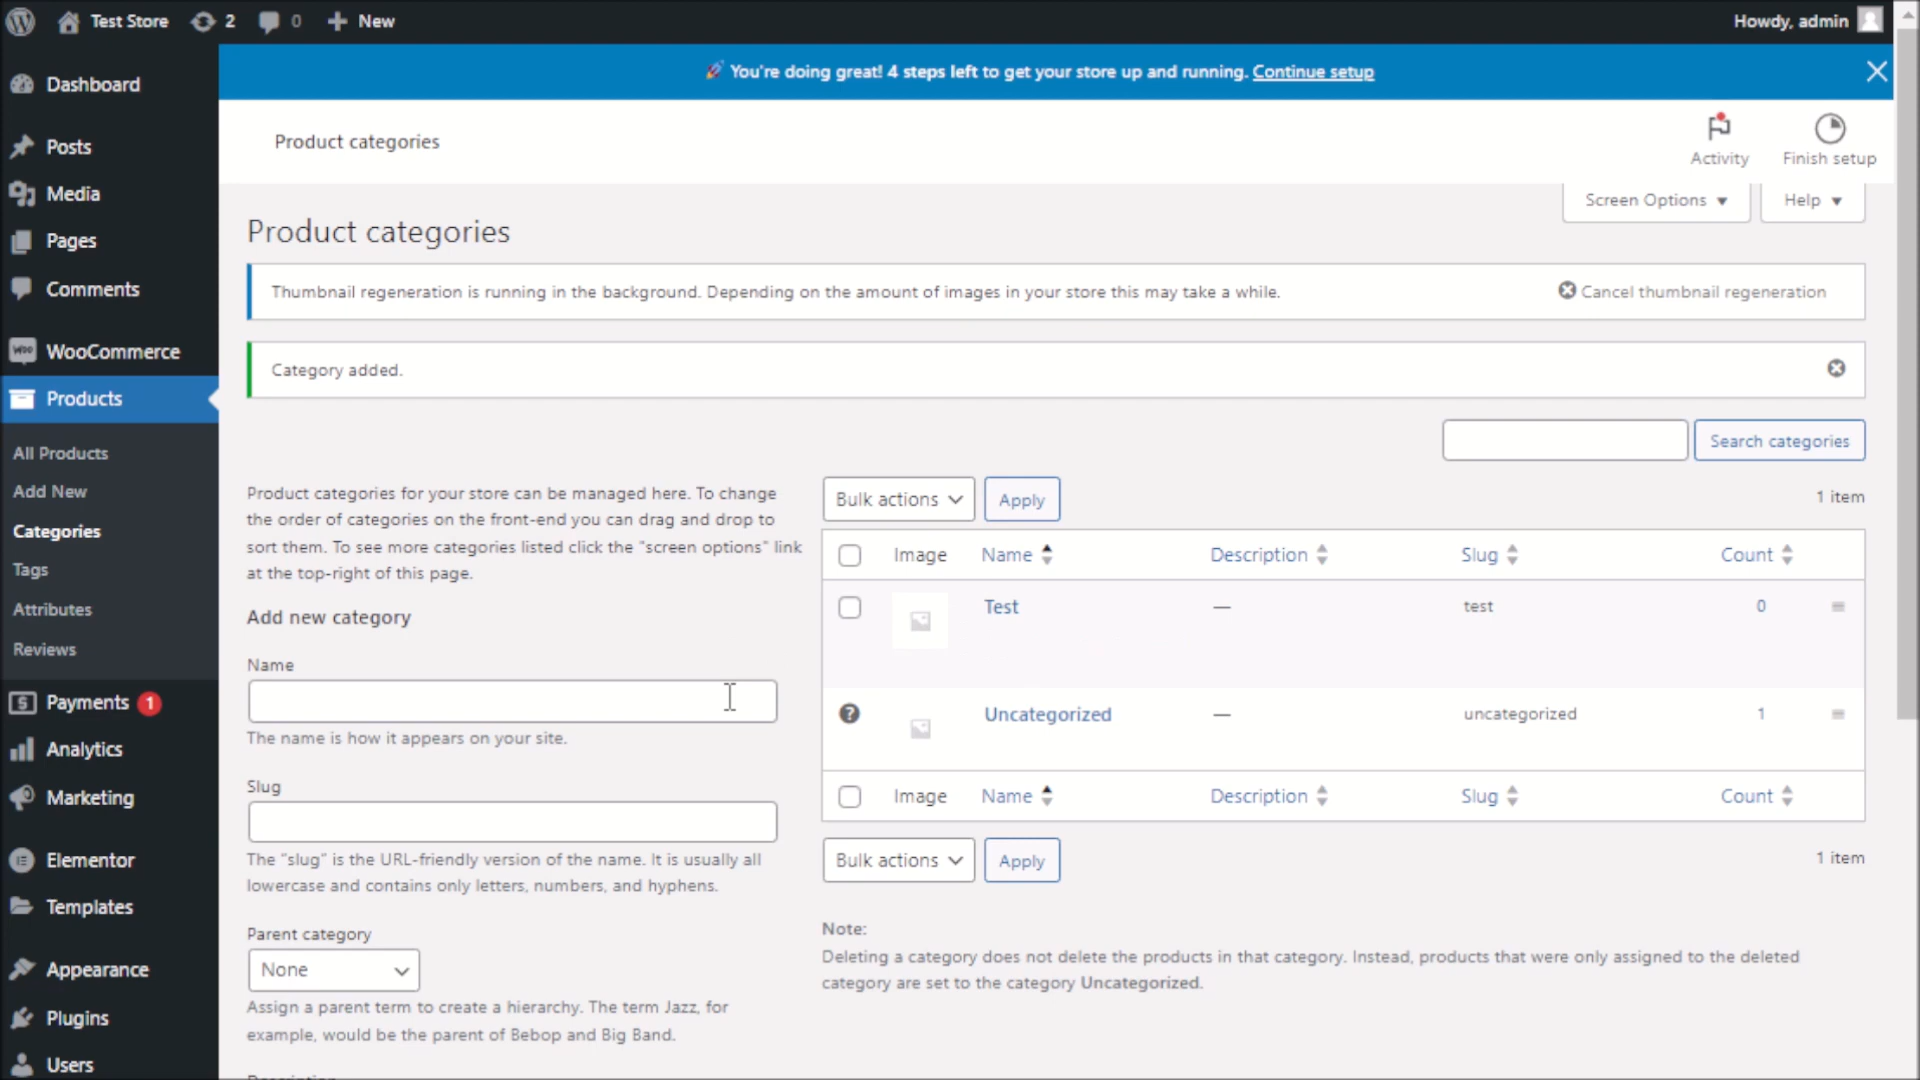 Test Store
2
0
New
Howdy, admin
You're doing great! 4 steps left to get your store up and running. Continue setup
Dashboard
Posts
Media
Pages
Comments
WooCommerce
Products
All Products
Add New
Categories
Tags
Attributes
Reviews
Payments 1
Analytics
Marketing
Elementor
Templates
Appearance
Plugins
Users
Product categories
Activity
Finish setup
Screen Options
Help
Product categories
Thumbnail regeneration is running in the background. Depending on the amount of images in your store this may take a while.
Cancel thumbnail regeneration
Category added.
Search categories
Product categories for your store can be managed here. To change
the order of categories on the front-end you can drag and drop to
sort them. To see more categories listed click the "screen options" link
at the top-right of this page.
Add new category
Name
The name is how it appears on your site.
Slug
The "slug" is the URL-friendly version of the name. It is usually all
lowercase and contains only letters, numbers, and hyphens.
Parent category
None
Assign a parent term to create a hierarchy. The term Jazz, for
example, would be the parent of Bebop and Big Band.
Bulk actions
Apply
1 item
Image Name Description Slug Count
Test — test 0
Uncategorized — uncategorized 1
Image Name Description Slug Count
Bulk actions
Apply
1 item
Note:
Deleting a category does not delete the products in that category. Instead, products that were only assigned to the deleted
category are set to the category Uncategorized.